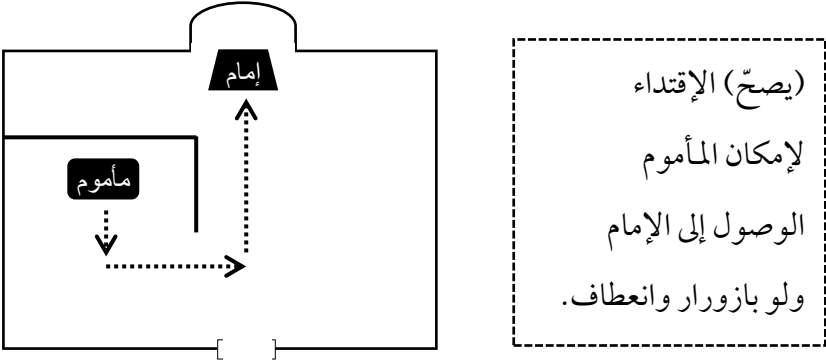 إمام
مأموم
(يصحّ) الإقتداء
لإمكان المأموم
الوصول إلى الإمام
ولو بازورار وانعطاف.